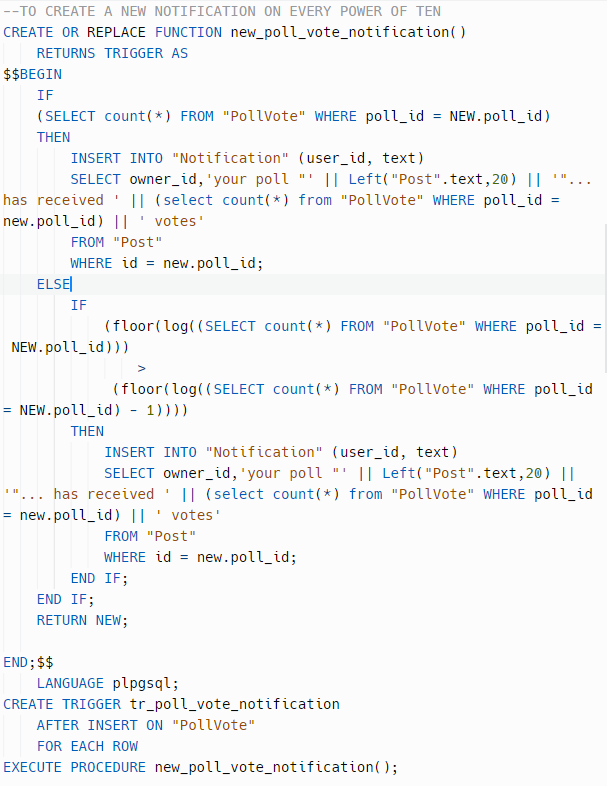 --TO CREATE A NEW NOTIFICATION ON EVERY POWER OF TEN
CREATE OR REPLACE FUNCTION new_poll_vote_notification()
    RETURNS TRIGGER AS
$$BEGIN
    IF
    (SELECT count(*) FROM "PollVote" WHERE poll_id = NEW.poll_id)
    THEN
        INSERT INTO "Notification" (user_id, text)
        SELECT owner_id,'your poll "' || Left("Post".text,20) || '"...
has received ' || (select count(*) from "PollVote" WHERE poll_id =
new.poll_id) || ' votes'
        FROM "Post"
        WHERE id = new.poll_id;
    ELSE
        IF
            (floor(log((SELECT count(*) FROM "PollVote" WHERE poll_id =
 NEW.poll_id)))
                >
             (floor(log((SELECT count(*) FROM "PollVote" WHERE poll_id
= NEW.poll_id) - 1))))
        THEN
            INSERT INTO "Notification" (user_id, text)
            SELECT owner_id,'your poll "' || Left("Post".text,20) ||
'"... has received ' || (select count(*) from "PollVote" WHERE poll_id
= new.poll_id) || ' votes'
            FROM "Post"
            WHERE id = new.poll_id;
        END IF;
    END IF;
    RETURN NEW;
END;$$
    LANGUAGE plpgsql;
CREATE TRIGGER tr_poll_vote_notification
    AFTER INSERT ON "PollVote"
    FOR EACH ROW
EXECUTE PROCEDURE new_poll_vote_notification();